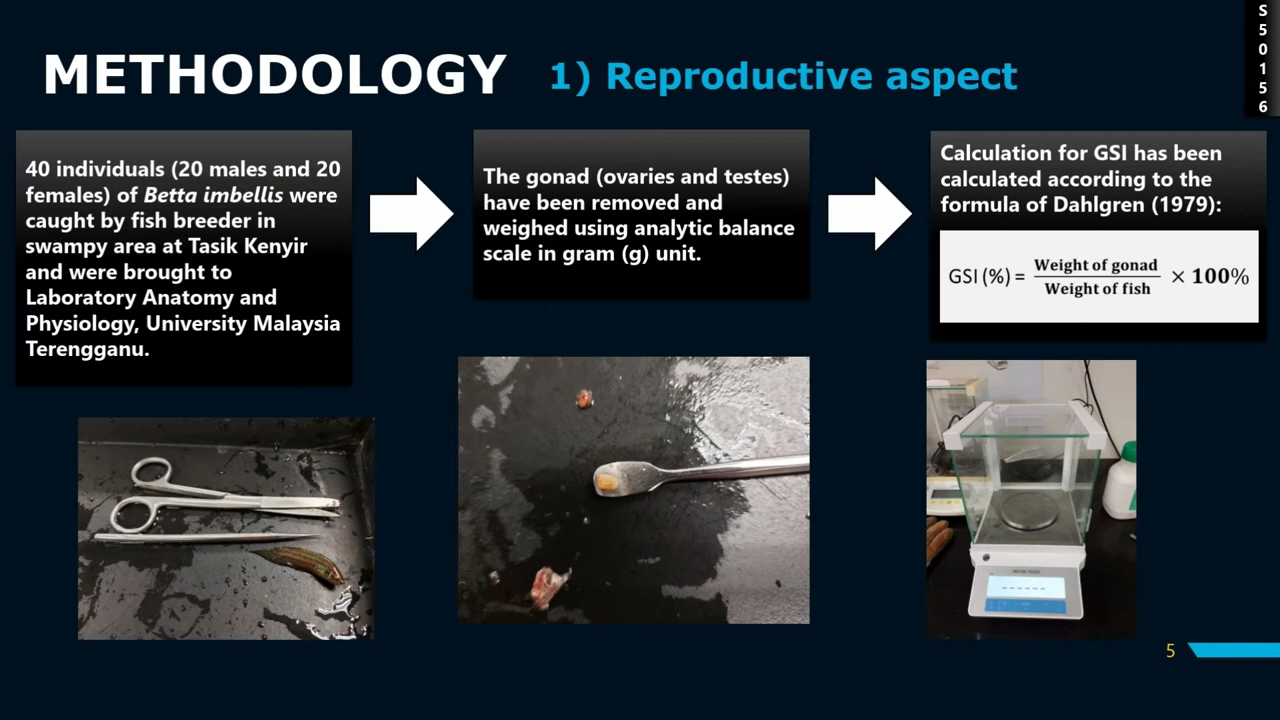 METHODOLOGY 1) Reproductive aspect
S50156
40 individuals (20 males and 20
females) of Betta imbellis were
caught by fish breeder in
swampy area at Tasik Kenyir
and were brought to
Laboratory Anatomy and
Physiology, University Malaysia
Terengganu.
The gonad (ovaries and testes)
have been removed and
weighed using analytic balance
scale in gram (g) unit.
Calculation for GSI has been
calculated according to the
formula of Dahlgren (1979):
GSI (%) = Weight of gonad / Weight of fish × 100%
METTLER TOLEDO
5